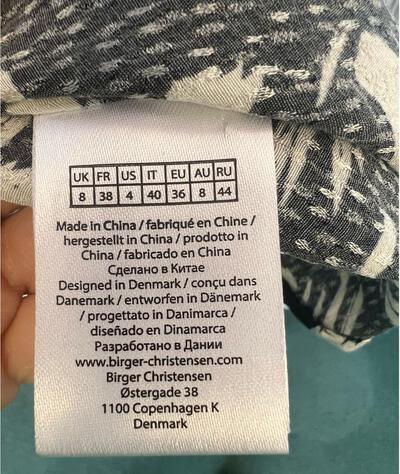 UK FR US IT EU AU RU
8 38 4 40 36 8 44
Made in China / fabriqué en Chine /
hergestellt in China / prodotto in
China / fabricado en China
Сделано в Китае
Designed in Denmark / conçu dans
Danemark / entworfen in Dänemark
/ progettato in Danimarca /
diseñado en Dinamarca
Разработано в Дании
www.birger-christensen.com
Birger Christensen
Østergade 38
1100 Copenhagen K
Denmark